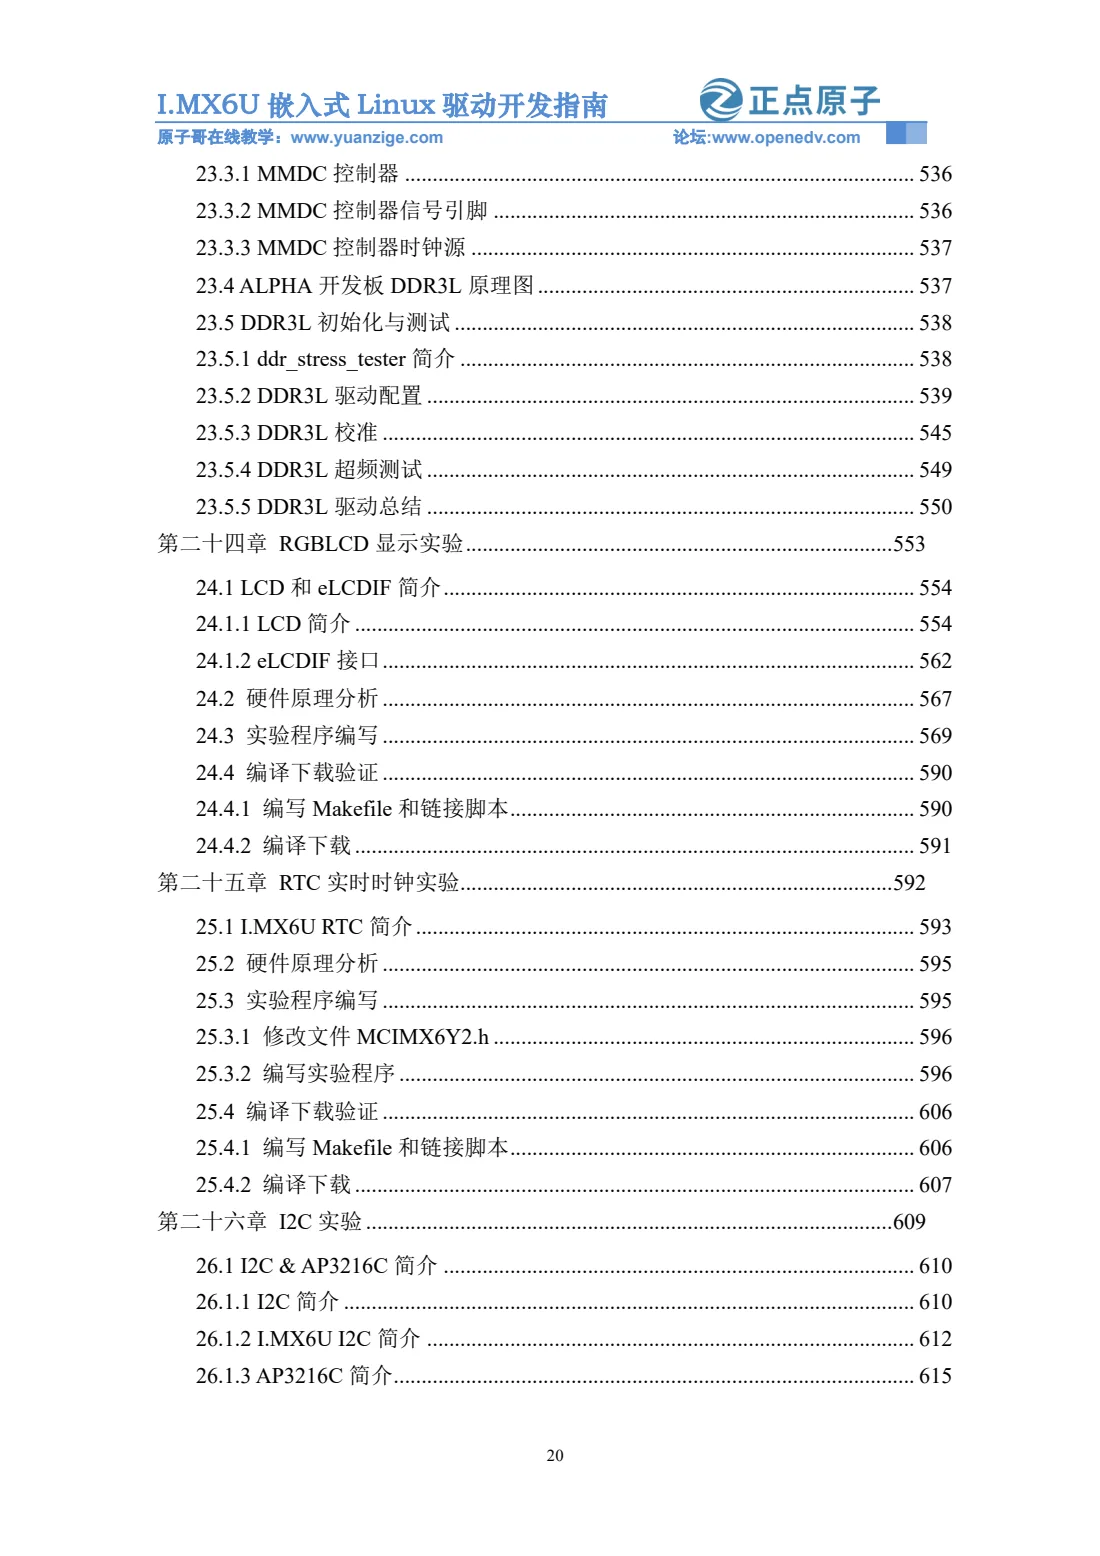 I.MX6U 嵌入式 Linux 驱动开发指南
正点原子
原子哥在线教学：www.yuanzige.com 论坛:www.openedv.com
23.3.1 MMDC 控制器 ........ 536
23.3.2 MMDC 控制器信号引脚 ........ 536
23.3.3 MMDC 控制器时钟源 ........ 537
23.4 ALPHA 开发板 DDR3L 原理图 ........ 537
23.5 DDR3L 初始化与测试 ........ 538
23.5.1 ddr_stress_tester 简介 ........ 538
23.5.2 DDR3L 驱动配置 ........ 539
23.5.3 DDR3L 校准 ........ 545
23.5.4 DDR3L 超频测试 ........ 549
23.5.5 DDR3L 驱动总结 ........ 550
第二十四章 RGBLCD 显示实验 ........ 553
24.1 LCD 和 eLCDIF 简介 ........ 554
24.1.1 LCD 简介 ........ 554
24.1.2 eLCDIF 接口 ........ 562
24.2 硬件原理分析 ........ 567
24.3 实验程序编写 ........ 569
24.4 编译下载验证 ........ 590
24.4.1 编写 Makefile 和链接脚本 ........ 590
24.4.2 编译下载 ........ 591
第二十五章 RTC 实时时钟实验 ........ 592
25.1 I.MX6U RTC 简介 ........ 593
25.2 硬件原理分析 ........ 595
25.3 实验程序编写 ........ 595
25.3.1 修改文件 MCIMX6Y2.h ........ 596
25.3.2 编写实验程序 ........ 596
25.4 编译下载验证 ........ 606
25.4.1 编写 Makefile 和链接脚本 ........ 606
25.4.2 编译下载 ........ 607
第二十六章 I2C 实验 ........ 609
26.1 I2C & AP3216C 简介 ........ 610
26.1.1 I2C 简介 ........ 610
26.1.2 I.MX6U I2C 简介 ........ 612
26.1.3 AP3216C 简介 ........ 615
20